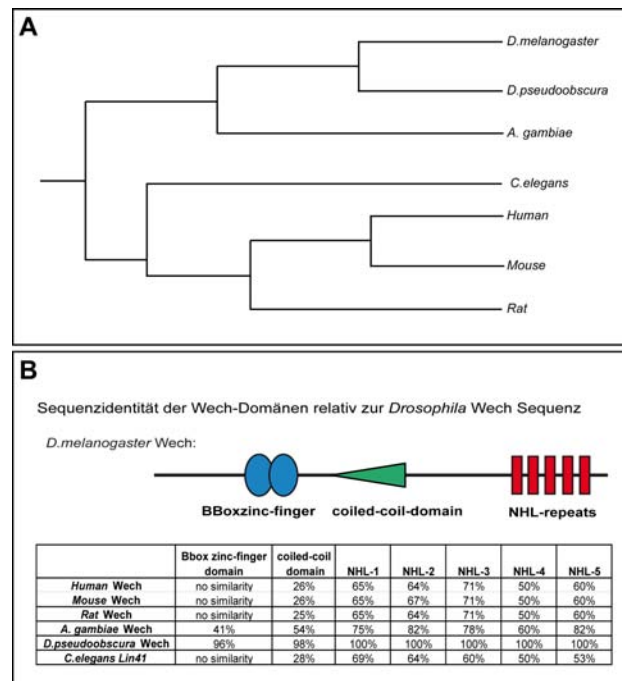 A
D.melanogaster
D.pseudoobscura
A. gambiae
C.elegans
Human
Mouse
Rat
B
Sequenzidentität der Wech-Domänen relativ zur Drosophila Wech Sequenz
D.melanogaster Wech:
BBoxzinc-finger coiled-coil-domain NHL-repeats
Bbox zinc-finger domain coiled-coil domain NHL-1 NHL-2 NHL-3 NHL-4 NHL-5
Human Wech no similarity 26% 65% 64% 71% 50% 60%
Mouse Wech no similarity 26% 65% 67% 71% 50% 60%
Rat Wech no similarity 25% 65% 64% 71% 50% 60%
A. gambiae Wech 41% 54% 75% 82% 78% 60% 82%
D.pseudoobscura Wech 96% 98% 100% 100% 100% 100% 100%
C.elegans Lin41 no similarity 28% 69% 64% 60% 50% 53%